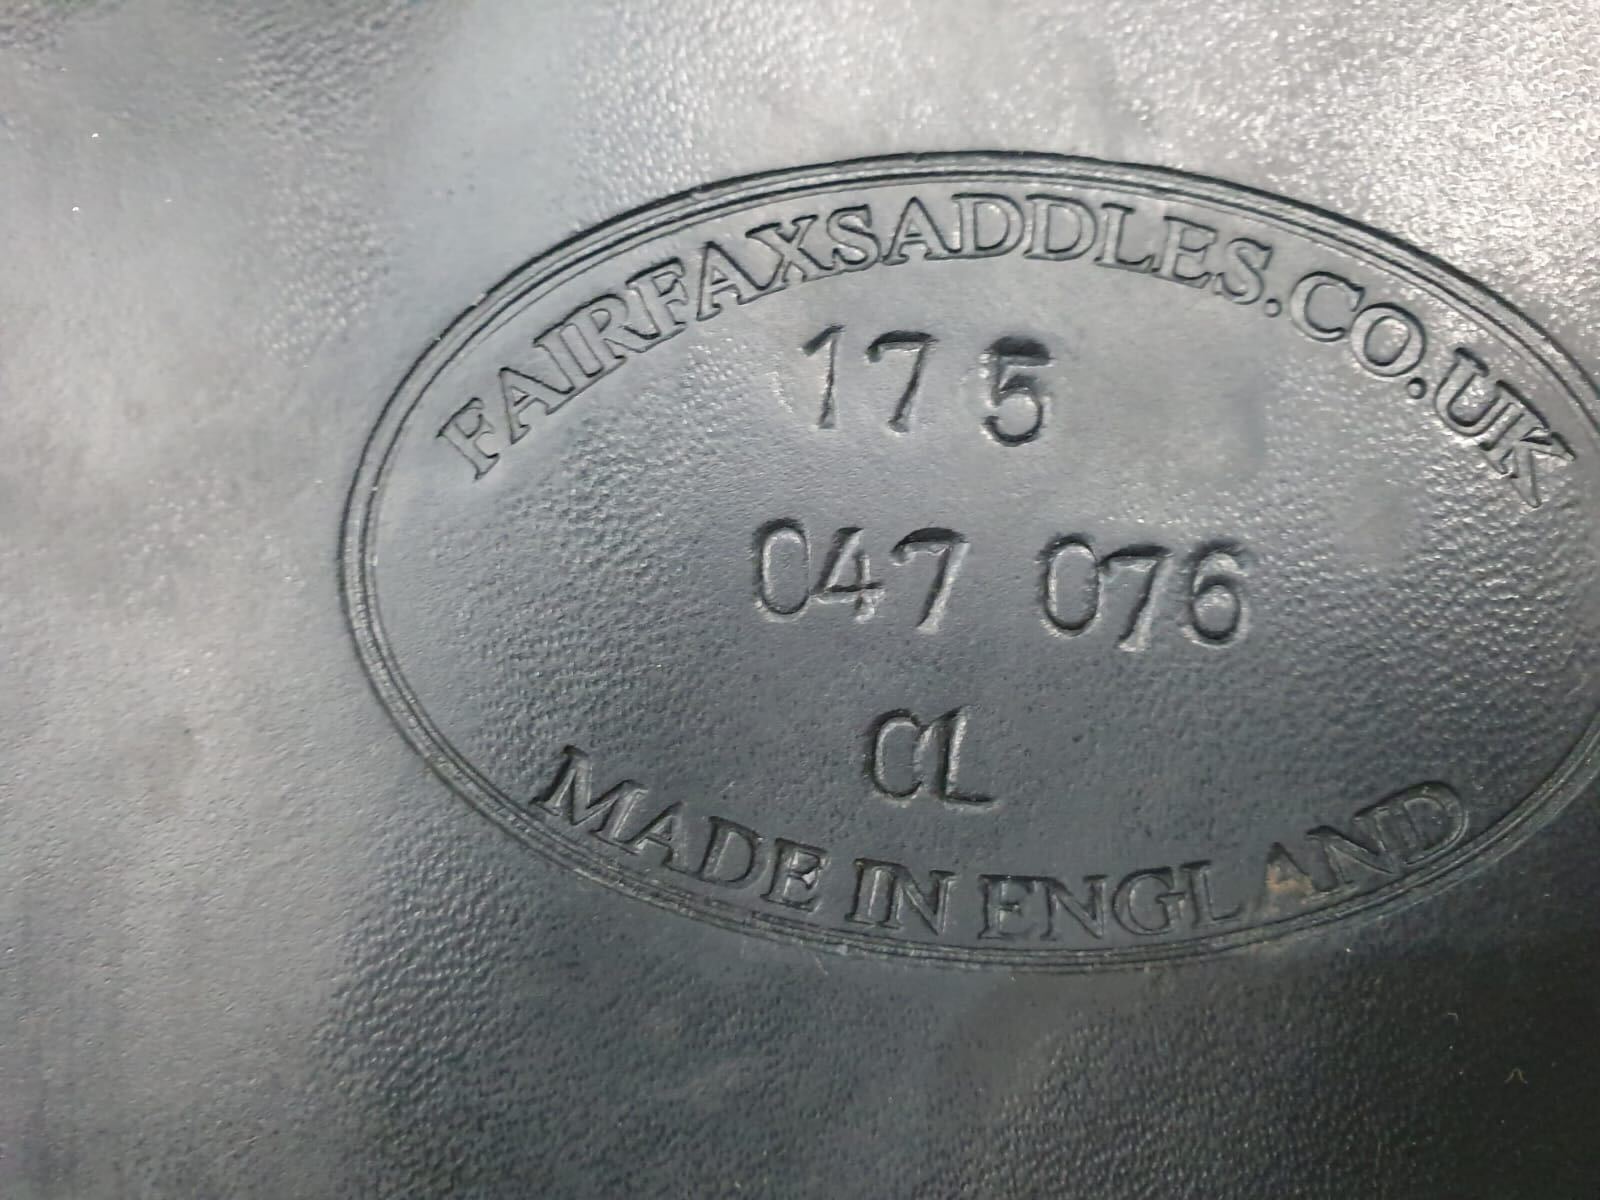 FAIRFAXSADDLES.CO.UK
17 5
047 076
CL
MADE IN ENGLAND